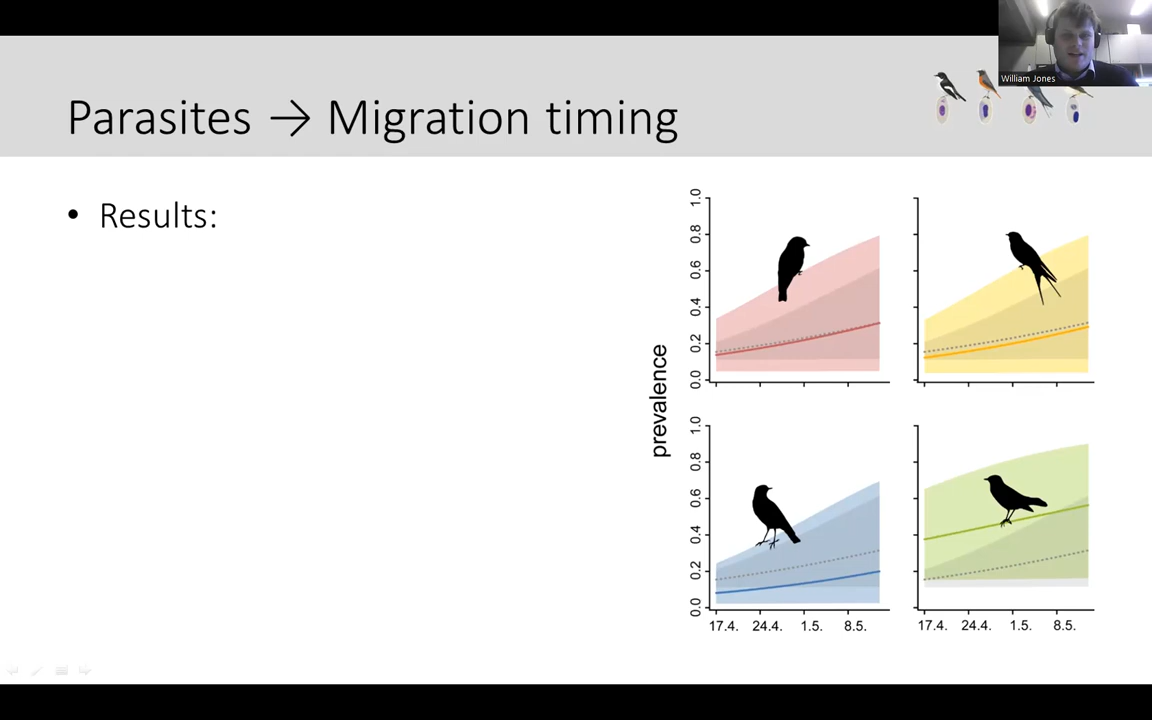 William Jones
Parasites → Migration timing
• Results:
prevalence
1.0
0.8
0.6
0.4
0.2
0.0
1.0
0.8
0.6
0.4
0.2
0.0
17.4. 24.4. 1.5. 8.5.
17.4. 24.4. 1.5. 8.5.